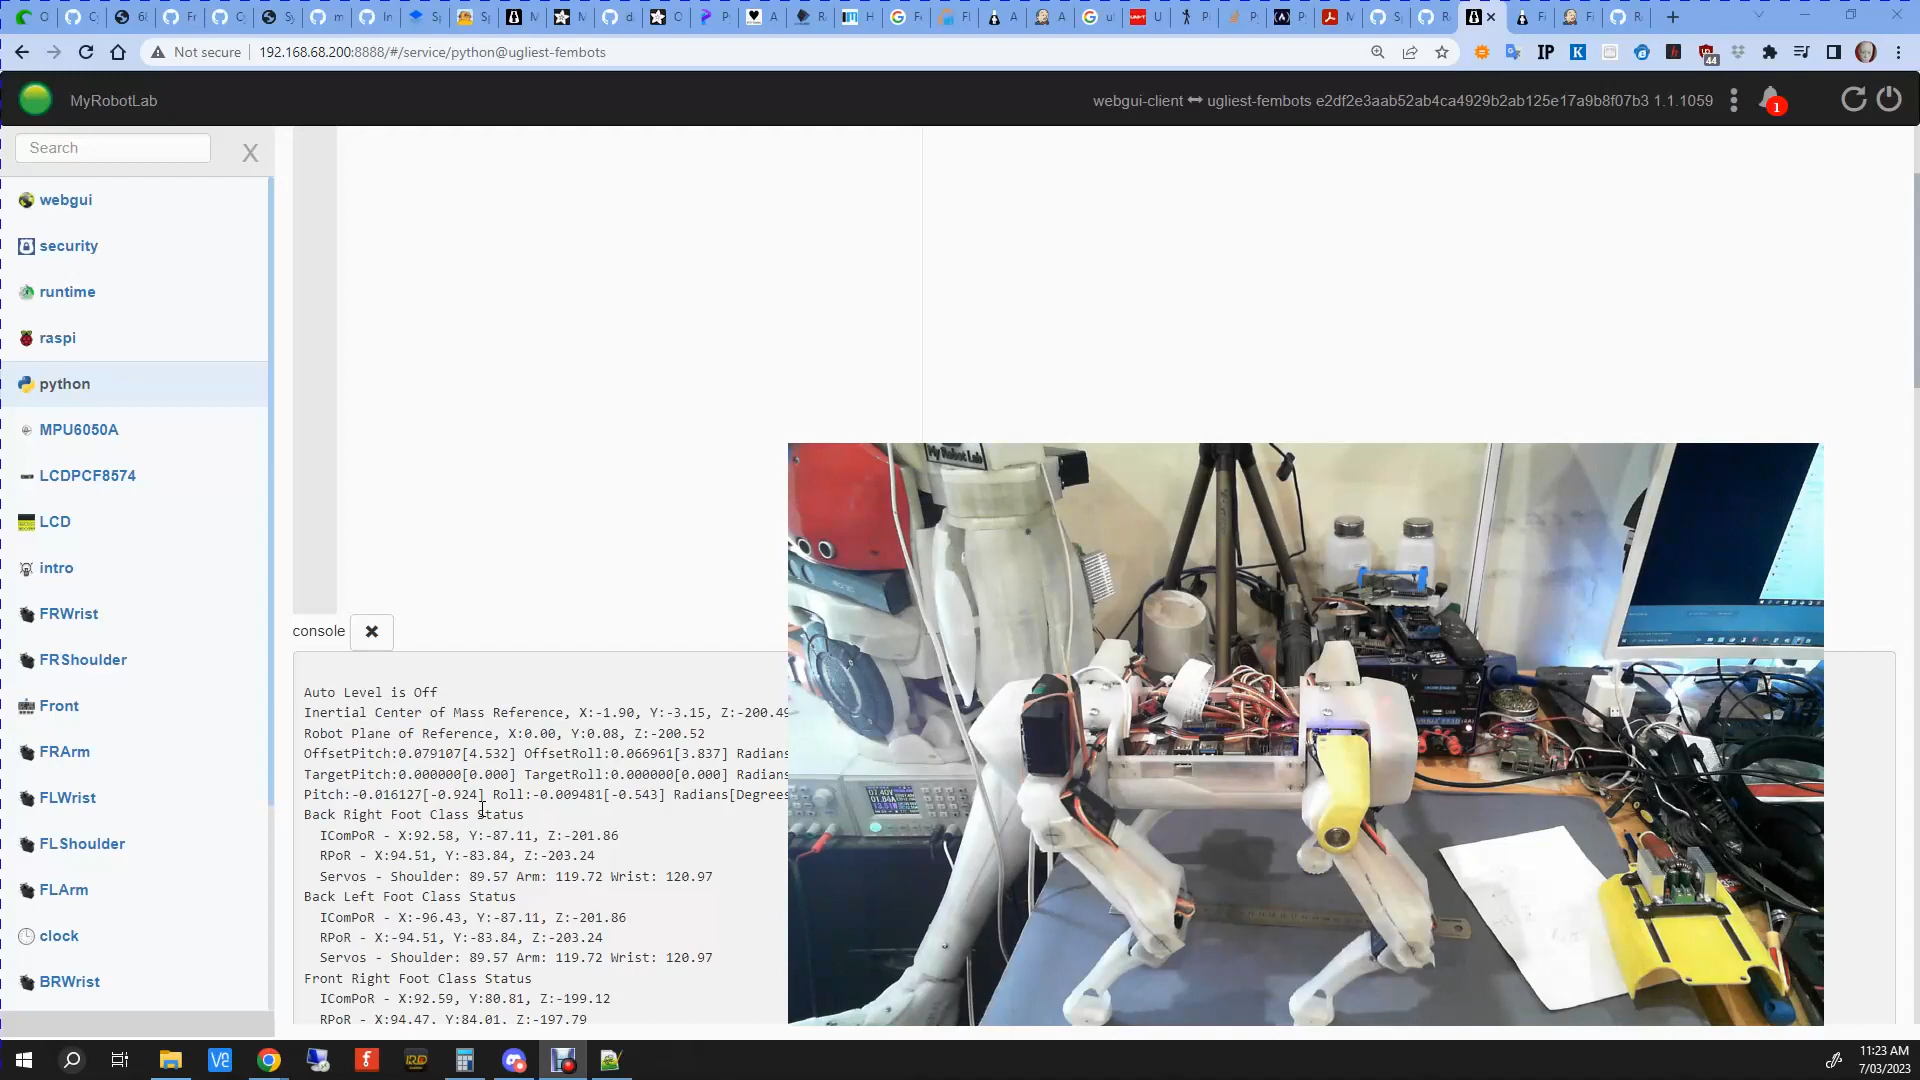 Not secure
192.168.68.200:8888/#/service/python@ugliest-fembots
IP
K
44
MyRobotLab
webgui-client ⬌ ugliest-fembots e2df2e3aab52ab4ca4929b2ab125e17a9b8f07b3 1.1.1059
1
Search
X
webgui
security
runtime
raspi
python
MPU6050A
LCDPCF8574
LCD
intro
FRWrist
FRShoulder
Front
FRArm
FLWrist
FLShoulder
FLArm
clock
BRWrist
console
Auto Level is Off
Inertial Center of Mass Reference, X:-1.90, Y:-3.15, Z:-200.49
Robot Plane of Reference, X:0.00, Y:0.08, Z:-200.52
OffsetPitch:0.079107[4.532] OffsetRoll:0.066961[3.837] Radians
TargetPitch:0.000000[0.000] TargetRoll:0.000000[0.000] Radians
Pitch:-0.016127[-0.924] Roll:-0.009481[-0.543] Radians[Degrees
Back Right Foot Class Status
IComPoR - X:92.58, Y:-87.11, Z:-201.86
RPoR - X:94.51, Y:-83.84, Z:-203.24
Servos - Shoulder: 89.57 Arm: 119.72 Wrist: 120.97
Back Left Foot Class Status
IComPoR - X:-96.43, Y:-87.11, Z:-201.86
RPoR - X:-94.51, Y:-83.84, Z:-203.24
Servos - Shoulder: 89.57 Arm: 119.72 Wrist: 120.97
Front Right Foot Class Status
IComPoR - X:92.59, Y:80.81, Z:-199.12
RPoR - X:94.47, Y:84.01, Z:-197.79
My Robot Lab
11:23 AM
7/03/2023